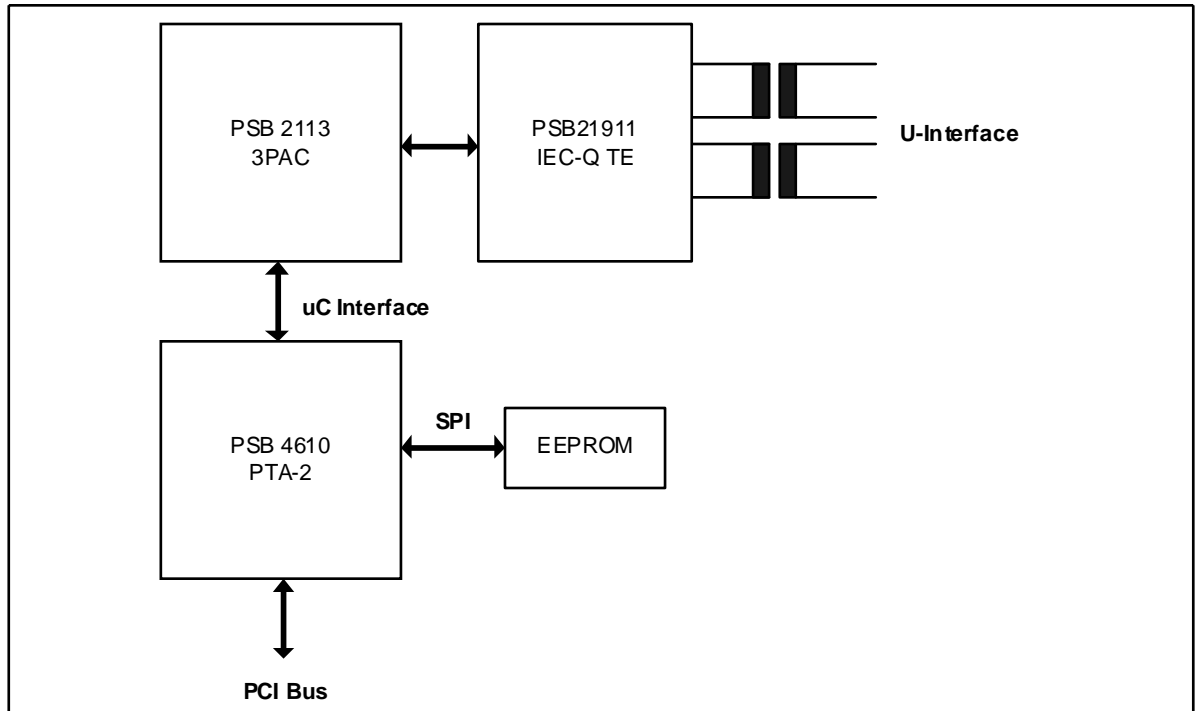 PSB 2113
3PAC
PSB21911
IEC-Q TE
U-Interface
uC Interface
PSB 4610
PTA-2
SPI
EEPROM
PCI Bus